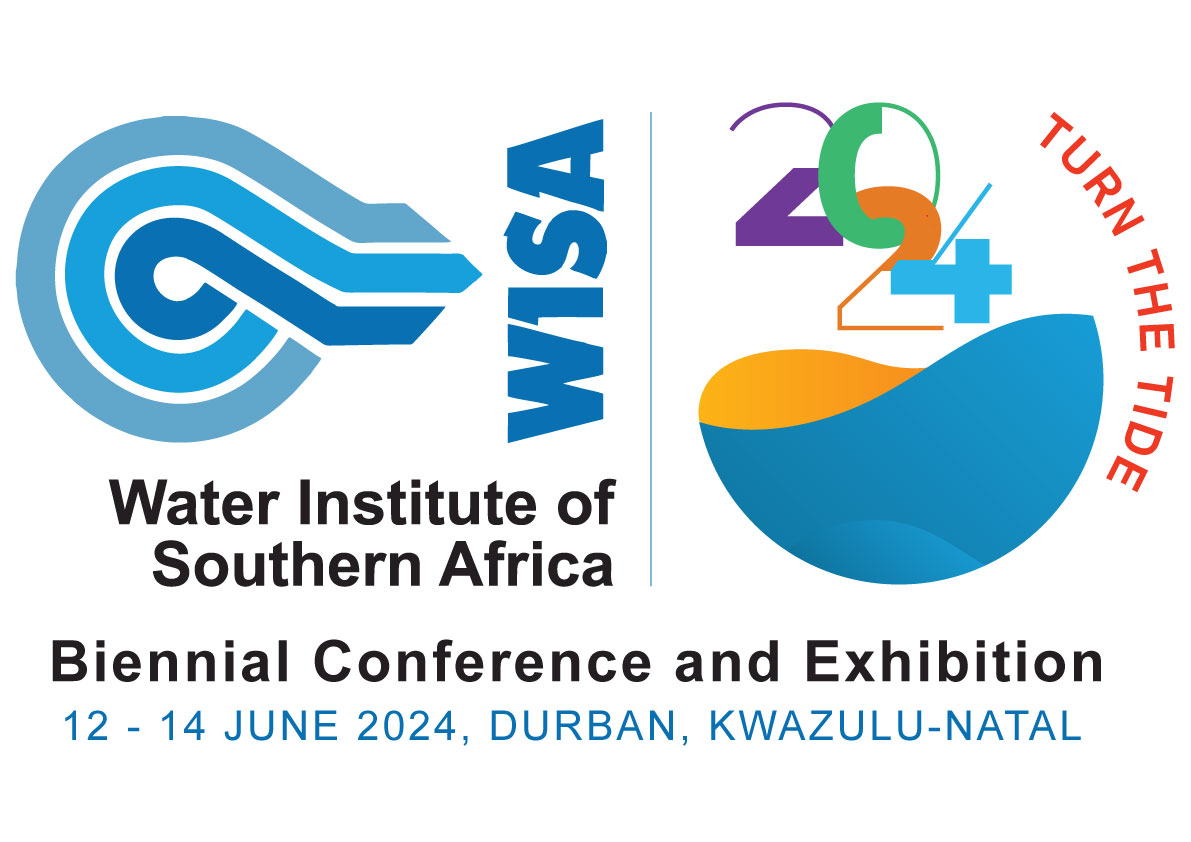 WISA
Water Institute of
Southern Africa
2024
TURN THE TIDE
Biennial Conference and Exhibition
12 - 14 JUNE 2024, DURBAN, KWAZULU-NATAL